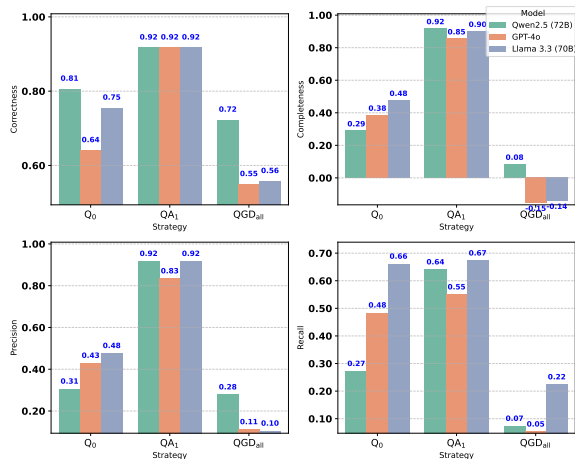 1.00
0.80
0.60
Correctness
0.81
0.64
0.75
0.92
0.92
0.92
0.72
0.55
0.56
Q0
QA1
QGDall
Strategy
1.00
0.80
0.60
0.40
0.20
0.00
Completeness
Model
Qwen2.5 (72B)
GPT-4o
Llama 3.3 (70B)
0.29
0.38
0.48
0.92
0.85
0.90
0.08
-0.15
-0.14
Q0
QA1
QGDall
Strategy
1.00
0.80
0.60
0.40
0.20
Precision
0.31
0.43
0.48
0.92
0.83
0.92
0.28
0.11
0.10
Q0
QA1
QGDall
Strategy
0.70
0.60
0.50
0.40
0.30
0.20
0.10
Recall
0.27
0.48
0.66
0.64
0.55
0.67
0.07
0.05
0.22
Q0
QA1
QGDall
Strategy